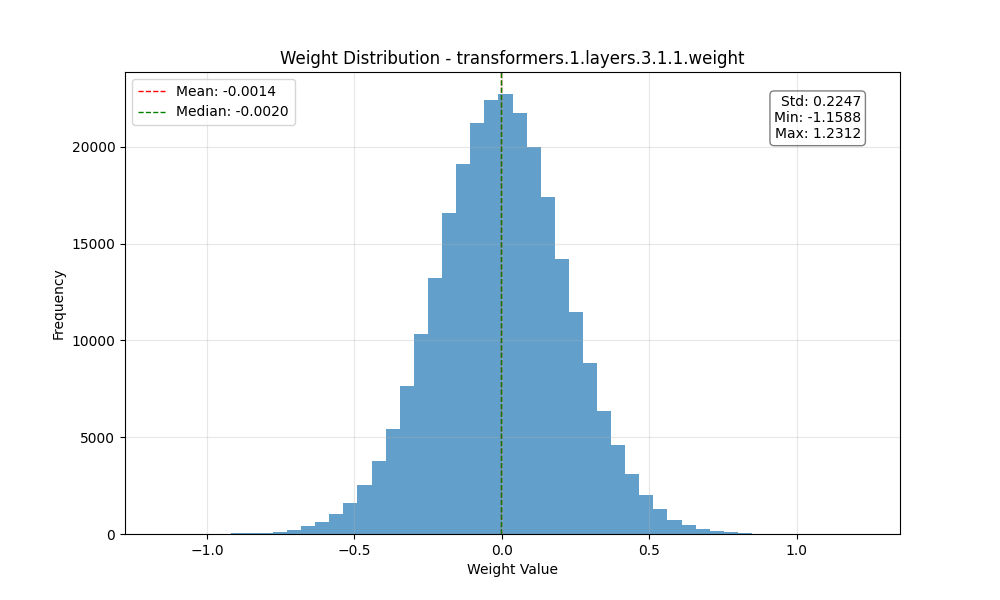 Weight Distribution - transformers.1.layers.3.1.1.weight
Mean: -0.0014
Median: -0.0020
Std: 0.2247
Min: -1.1588
Max: 1.2312
Frequency
20000
15000
10000
5000
0
−1.0
−0.5
0.0
0.5
1.0
Weight Value